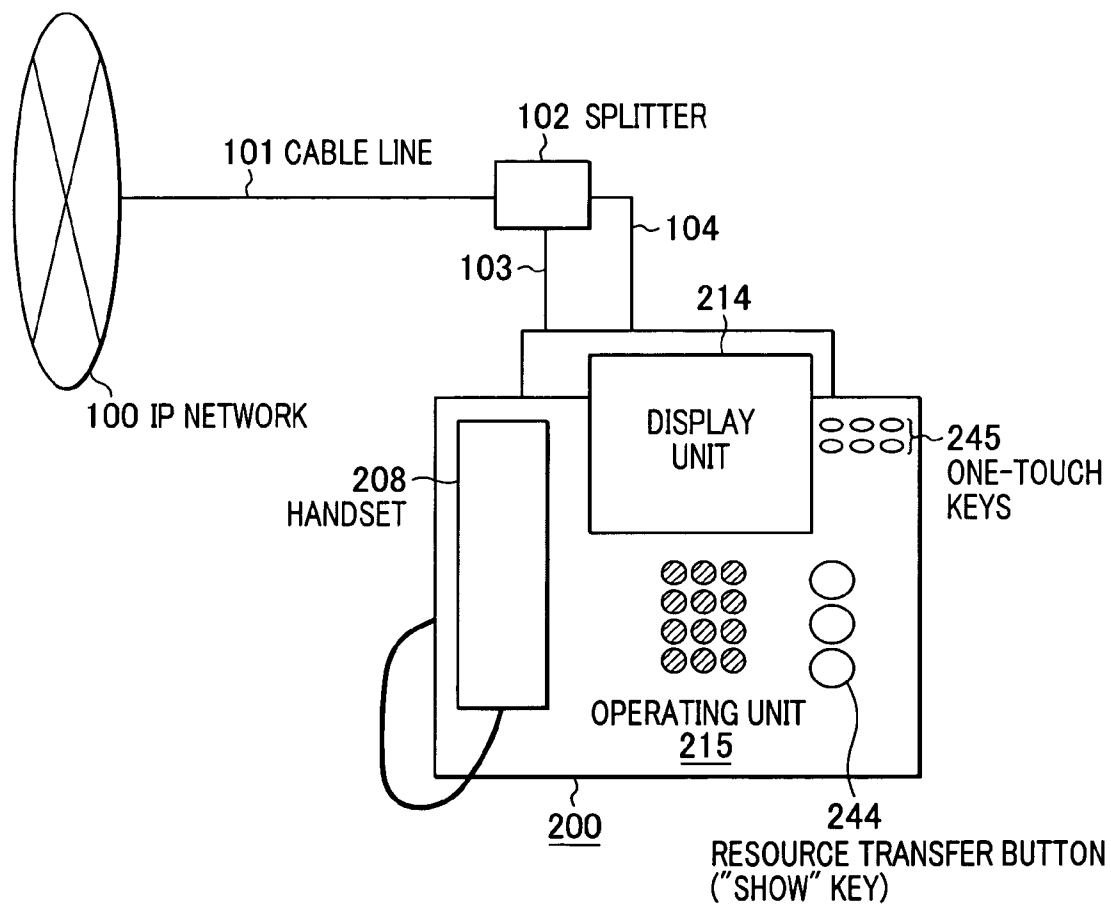 102 SPLITTER
101 CABLE LINE
104
103
214
100 IP NETWORK
DISPLAY
UNIT
245
ONE-TOUCH
KEYS
208
HANDSET
OPERATING UNIT
215
200
244
RESOURCE TRANSFER BUTTON
("SHOW" KEY)